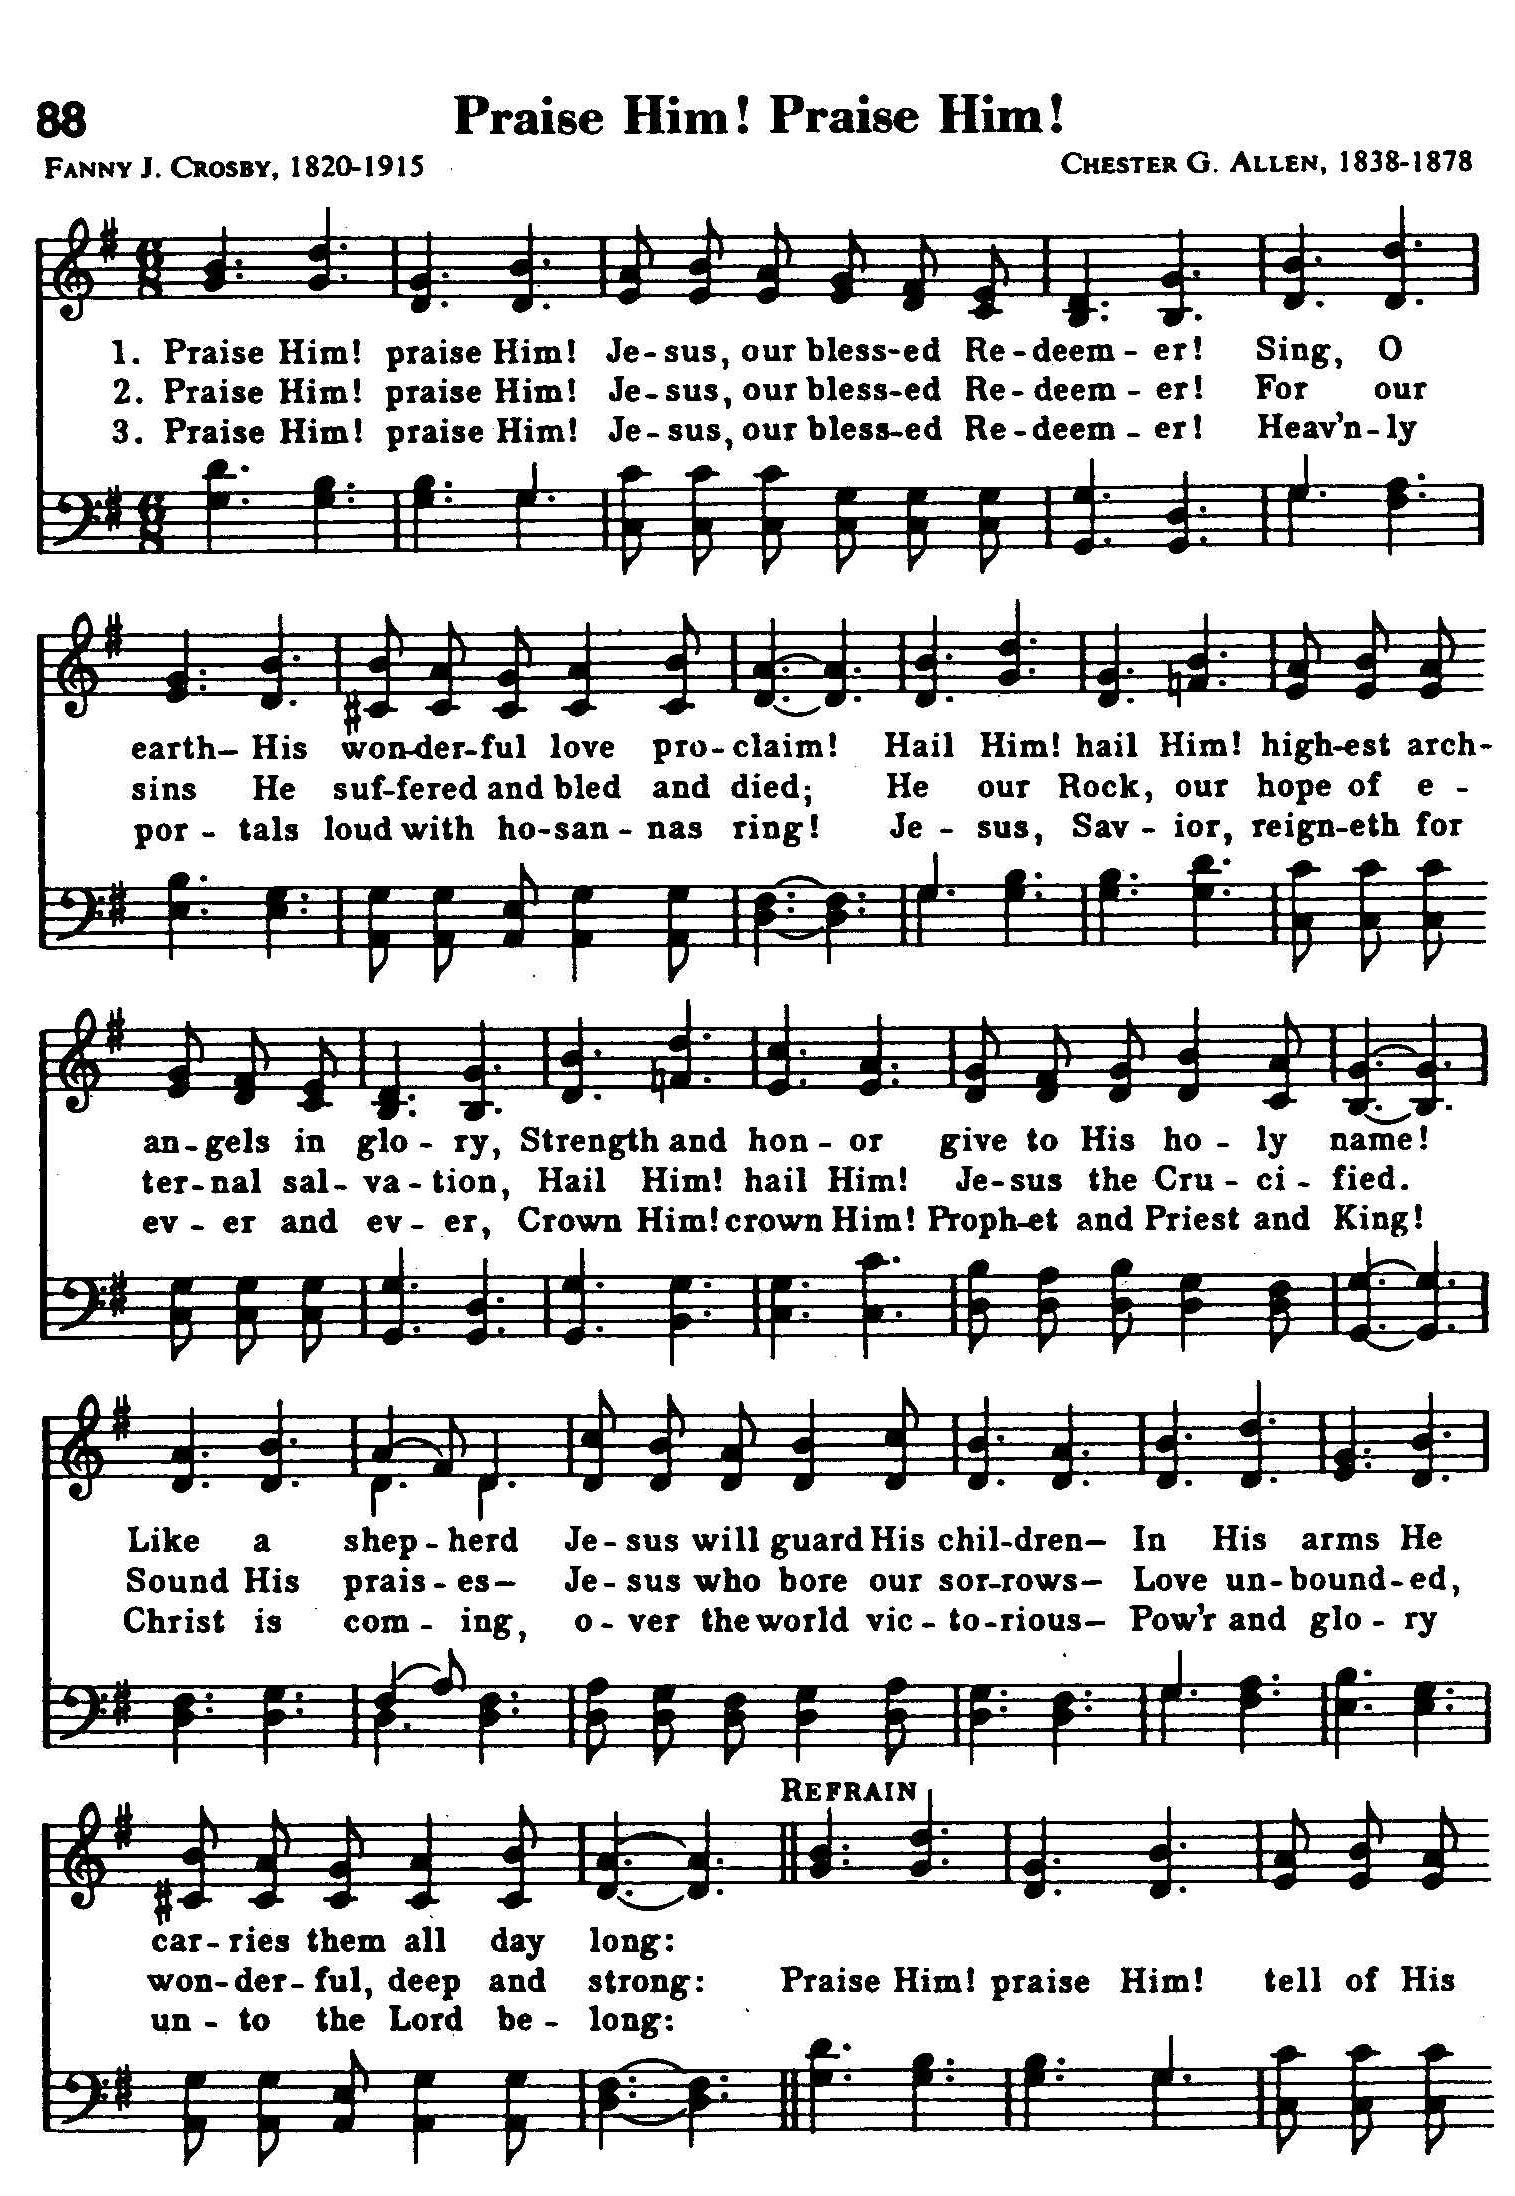 88
Praise Him! Praise Him!
FANNY J. CROSBY, 1820-1915
CHESTER G. ALLEN, 1838-1878
1. Praise Him! praise Him! Je-sus, our bless-ed Re-deem-er! Sing, O
2. Praise Him! praise Him! Je-sus, our bless-ed Re-deem-er! For our
3. Praise Him! praise Him! Je-sus, our bless-ed Re-deem-er! Heav'n-ly
earth- His won-der-ful love pro-claim! Hail Him! hail Him! high-est arch-
sins He suf-fered and bled and died; He our Rock, our hope of e-
por-tals loud with ho-san-nas ring! Je-sus, Sav-ior, reign-eth for
an-gels in glo-ry, Strength and hon-or give to His ho-ly name!
ter-nal sal-va-tion, Hail Him! hail Him! Je-sus the Cru-ci-fied.
ev-er and ev-er, Crown Him! crown Him! Proph-et and Priest and King!
Like a shep-herd Je-sus will guard His chil-dren- In His arms He
Sound His prais-es- Je-sus who bore our sor-rows- Love un-bound-ed,
Christ is com-ing, o-ver the world vic-to-rious- Pow'r and glo-ry
REFRAIN
car-ries them all day long:
won-der-ful, deep and strong: Praise Him! praise Him! tell of His
un-to the Lord be-long: